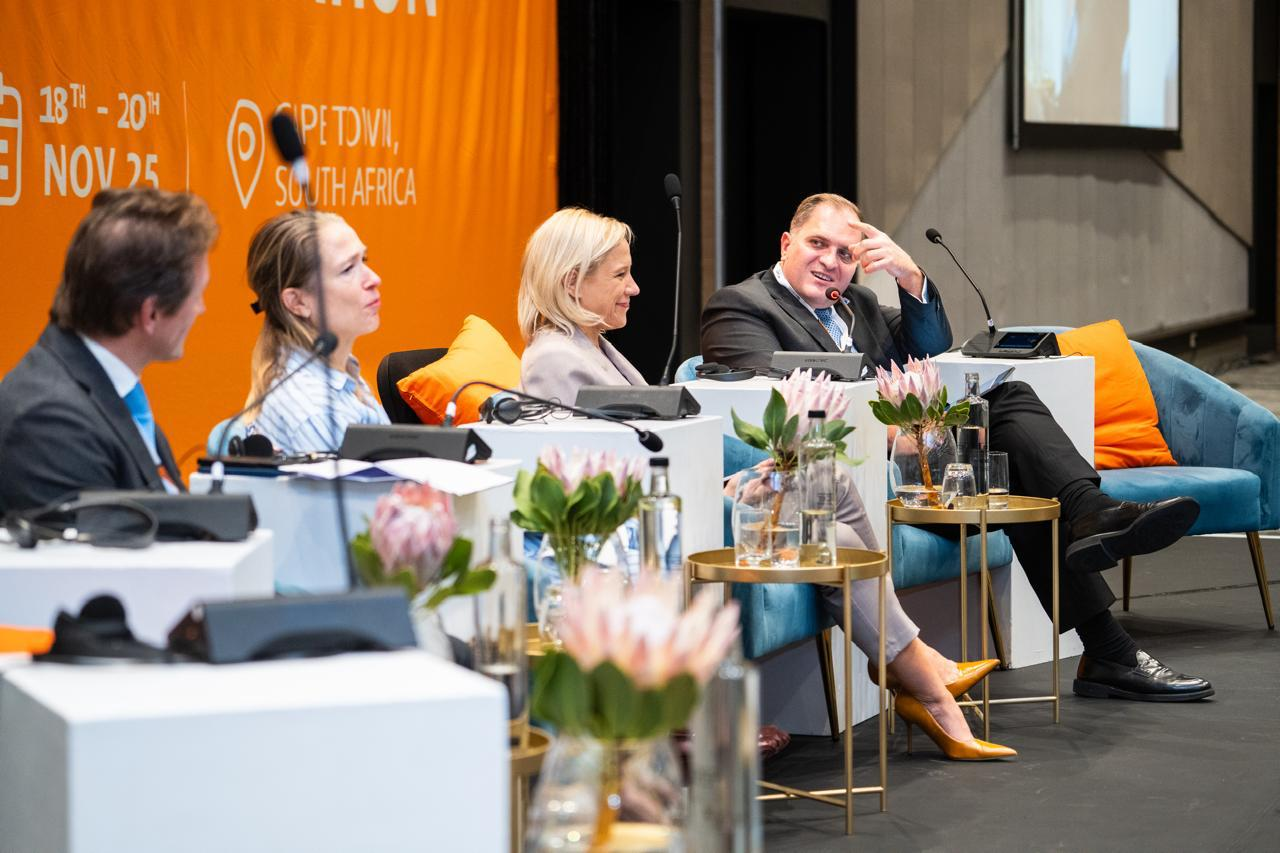 18TH - 20TH
NOV 25
CAPE TOWN,
SOUTH AFRICA